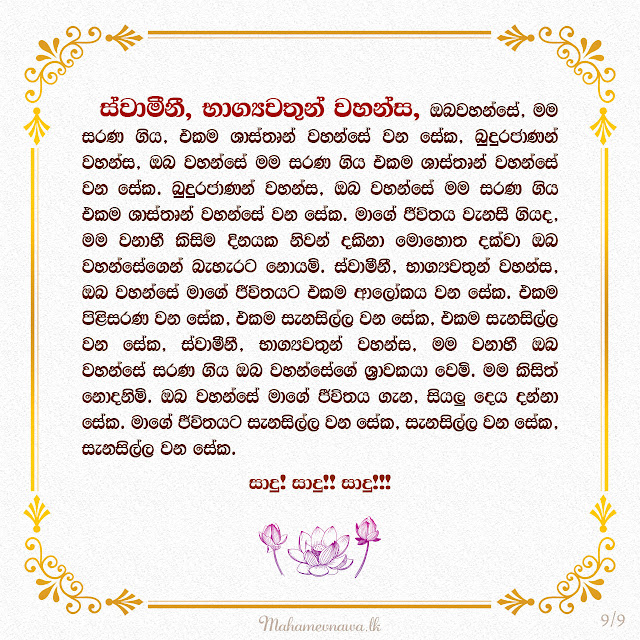 ස්වාමීනී, භාග්‍යවතුන් වහන්ස, ඔබවහන්සේ, මම
සරණ ගිය, එකම ශාස්තෘන් වහන්සේ වන සේක, බුදුරජාණන්
වහන්ස, ඔබ වහන්සේ මම සරණ ගිය එකම ශාස්තෘන් වහන්සේ
වන සේක. බුදුරජාණන් වහන්ස, ඔබ වහන්සේ මම සරණ ගිය
එකම ශාස්තෘන් වහන්සේ වන සේක. මාගේ ජීවිතය වැනසී ගියද,
මම වනාහී කිසිම දිනයක නිවන් දකිනා මොහොත දක්වා ඔබ
වහන්සේගෙන් බැහැරට නොයමි. ස්වාමීනී, භාග්‍යවතුන් වහන්ස,
ඔබ වහන්සේ මාගේ ජීවිතයට එකම ආලෝකය වන සේක. එකම
පිළිසරණ වන සේක, එකම සැනසිල්ල වන සේක, එකම සැනසිල්ල
වන සේක, ස්වාමීනී, භාග්‍යවතුන් වහන්ස, මම වනාහී ඔබ
වහන්සේ සරණ ගිය ඔබ වහන්සේගේ ශ්‍රාවකයා වෙමි. මම කිසිත්
නොදනිමි. ඔබ වහන්සේ මාගේ ජීවිතය ගැන, සියලු දෙය දන්නා
සේක. මාගේ ජීවිතයට සැනසිල්ල වන සේක, සැනසිල්ල වන සේක,
සැනසිල්ල වන සේක.
සාදු! සාදු!! සාදු!!!
Mahamevnawa.lk
9/9